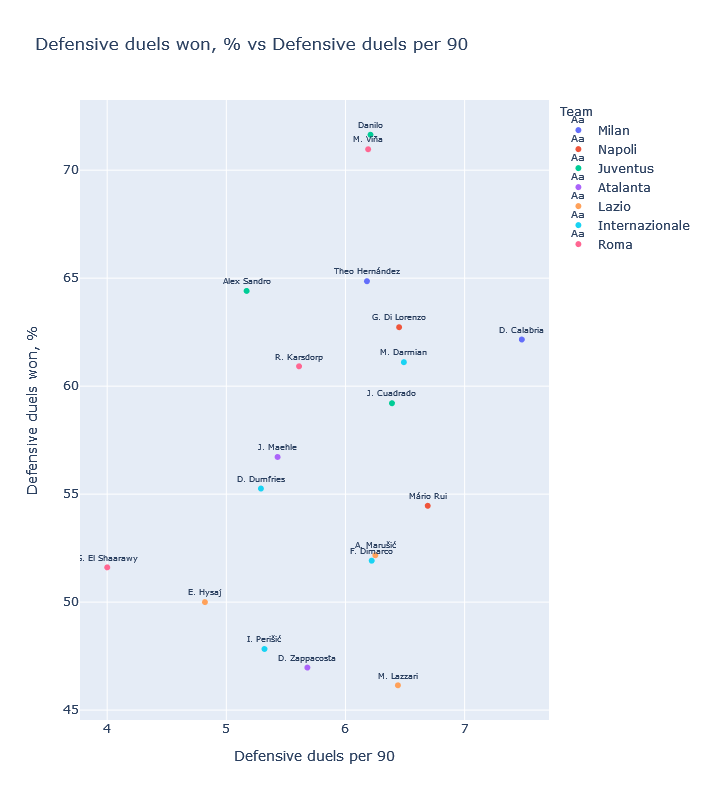 Defensive duels won, % vs Defensive duels per 90
Team
Aa Milan
Aa Napoli
Aa Juventus
Aa Atalanta
Aa Lazio
Aa Internazionale
Aa Roma
Defensive duels won, %
70
65
60
55
50
45
Danilo
M. Viña
Theo Hernández
Alex Sandro
G. Di Lorenzo
D. Calabria
M. Darmian
R. Karsdorp
J. Cuadrado
J. Maehle
D. Dumfries
Mário Rui
A. Marušić
F. Dimarco
S. El Shaarawy
E. Hysaj
I. Perišić
D. Zappacosta
M. Lazzari
4
5
6
7
Defensive duels per 90